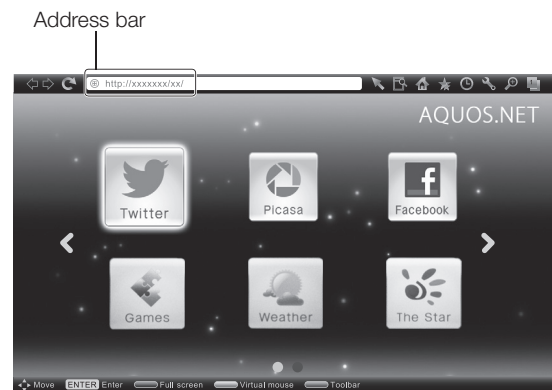 Address bar
http://xxxxxxx/xx/
AQUOS.NET
Twitter
Picasa
Facebook
Games
Weather
The Star
Move ENTER Enter Full screen Virtual mouse Toolbar